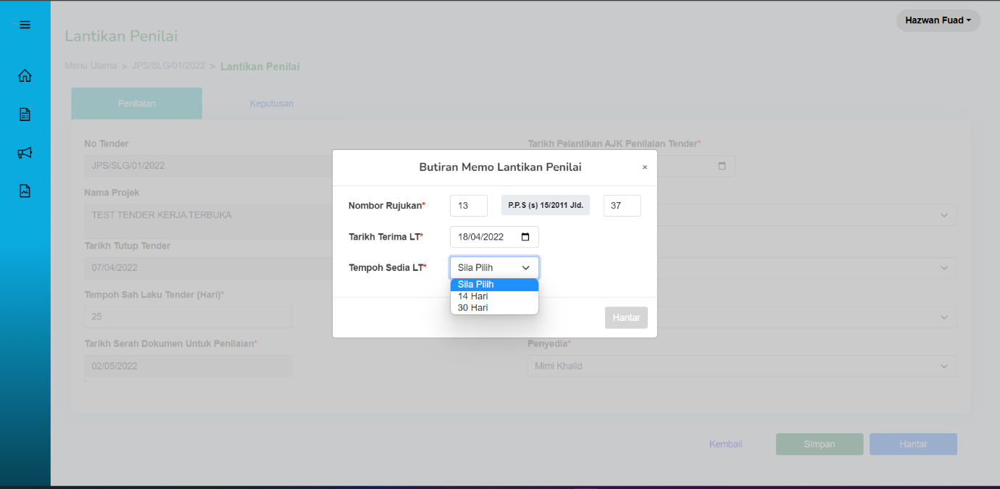 Hazwan Fuad
Lantikan Penilai
Menu Utama > JPS/SLG/01/2022 > Lantikan Penilai
Penilaian
Keputusan
No Tender
Tarikh Pelantikan AJK Penilaian Tender*
JPS/SLG/01/2022
Nama Projek
TEST TENDER KERJA TERBUKA
Tarikh Tutup Tender
07/04/2022
Tempoh Sah Laku Tender (Hari)*
25
Tarikh Serah Dokumen Untuk Penilaian*
02/05/2022
Penyedia*
Mimi Khalid
Butiran Memo Lantikan Penilai ×
Nombor Rujukan* 13 P.P.S (s) 15/2011 Jld. 37
Tarikh Terima LT* 18/04/2022
Tempoh Sedia LT* Sila Pilih
Sila Pilih
14 Hari
30 Hari
Hantar
Kembali Simpan Hantar